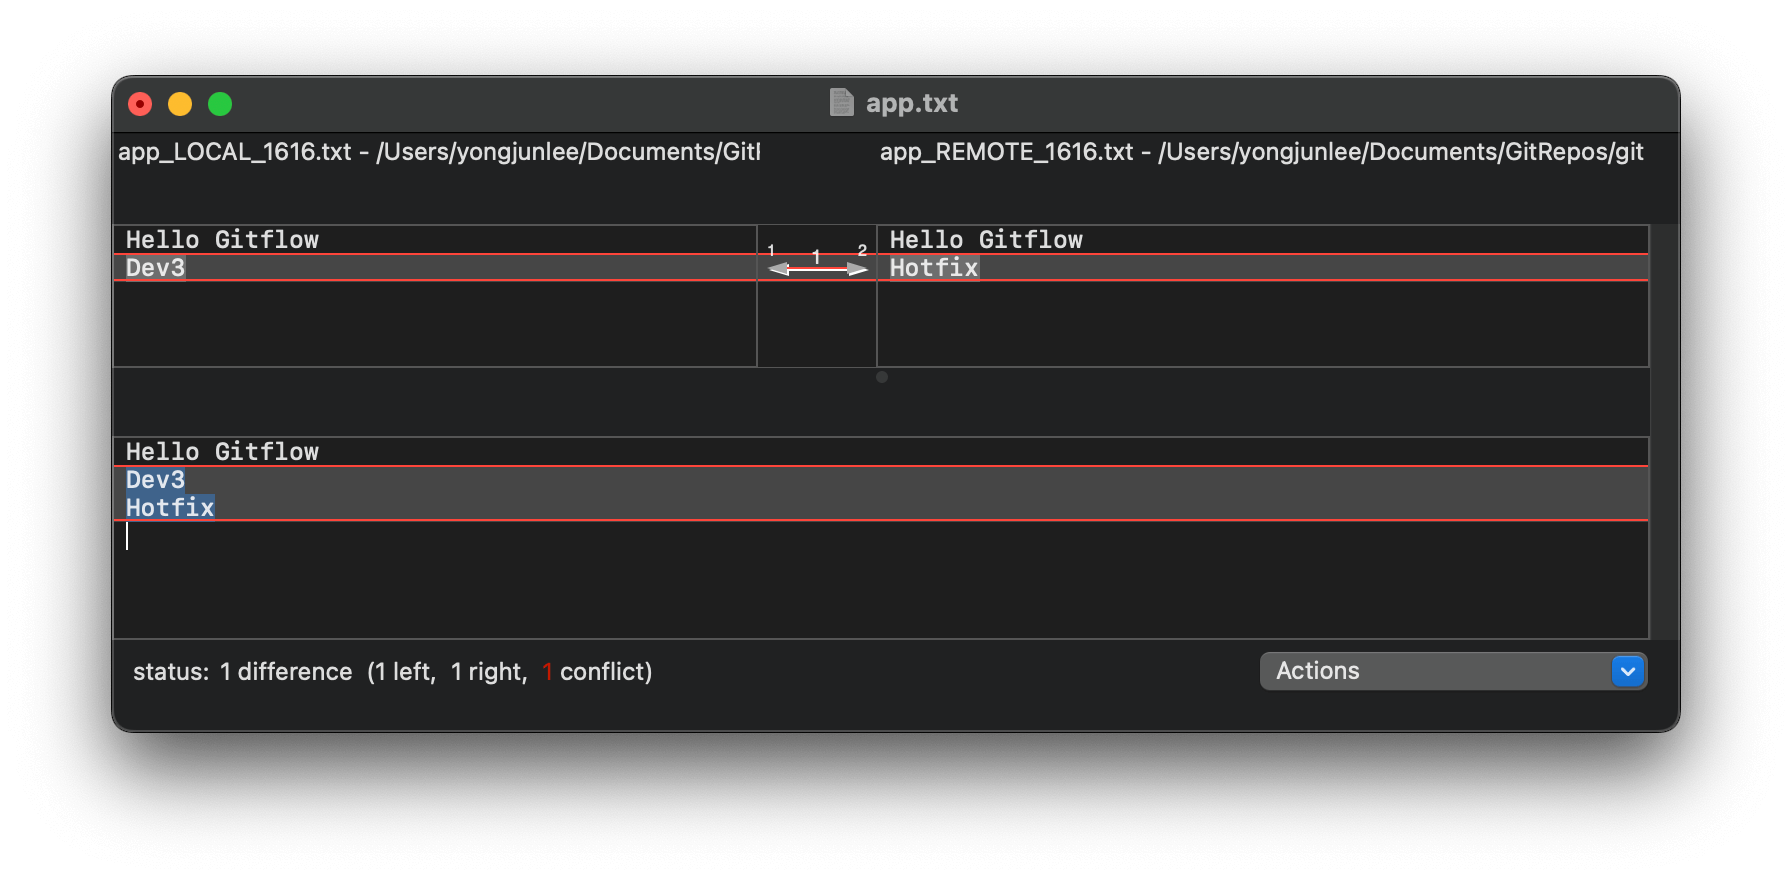 app.txt
app_LOCAL_1616.txt - /Users/yongjunlee/Documents/Git
app_REMOTE_1616.txt - /Users/yongjunlee/Documents/GitRepos/git
Hello Gitflow
Dev3
1 1 2
Hello Gitflow
Hotfix
Hello Gitflow
Dev3
Hotfix
status: 1 difference (1 left, 1 right, 1 conflict)
Actions